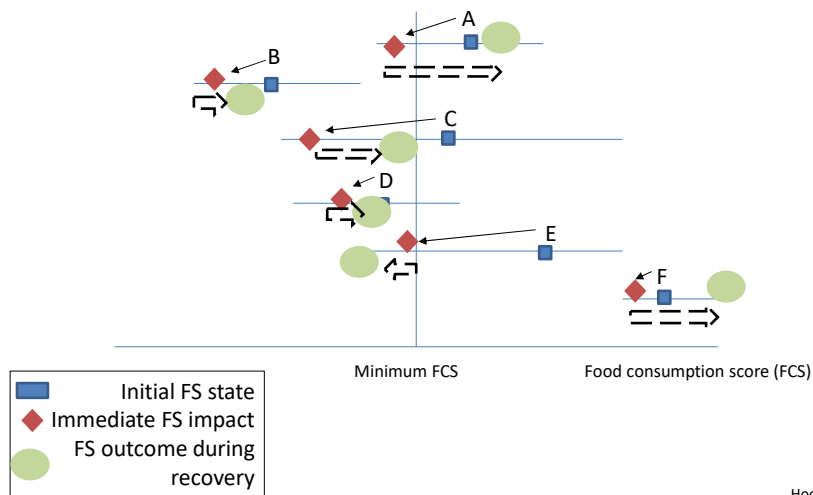 A
B
C
D
E
F
Minimum FCS
Food consumption score (FCS)
Initial FS state
Immediate FS impact
FS outcome during
recovery